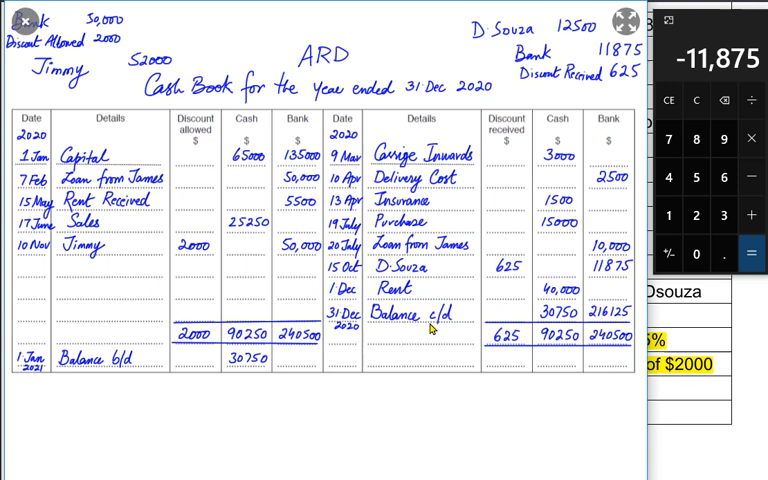 Bank 50,000
Discount Allowed 2000
Jimmy 52000
D.Souza 12500
Bank 11875
Discount Received 625
ARD
Cash Book for the Year ended 31.Dec 2020
Date Details Discount allowed $ Cash $ Bank $ Date Details Discount received $ Cash $ Bank $
2020 2020
1 Jan Capital 65000 135000 9 Mar Carrige Inwards 3000
7 Feb Loan from James 50,000 10 Apr Delivery Cost 2500
15 May Rent Received 5500 13 Apr Insurance 1500
17 June Sales 25250 19 July Purchase 15000
10 Nov Jimmy 2000 50,000 20 July Loan from James 10,000
15 Oct D.Souza 625 11875
1 Dec Rent 40,000
31 Dec 2020 Balance c/d 30750 216125
2000 90250 240500 625 90250 240500
1 Jan 2021 Balance b/d 30750
-11,875
CE C ÷
7 8 9 ×
4 5 6 −
1 2 3 +
+/− 0 . =
Dsouza
5%
of $2000